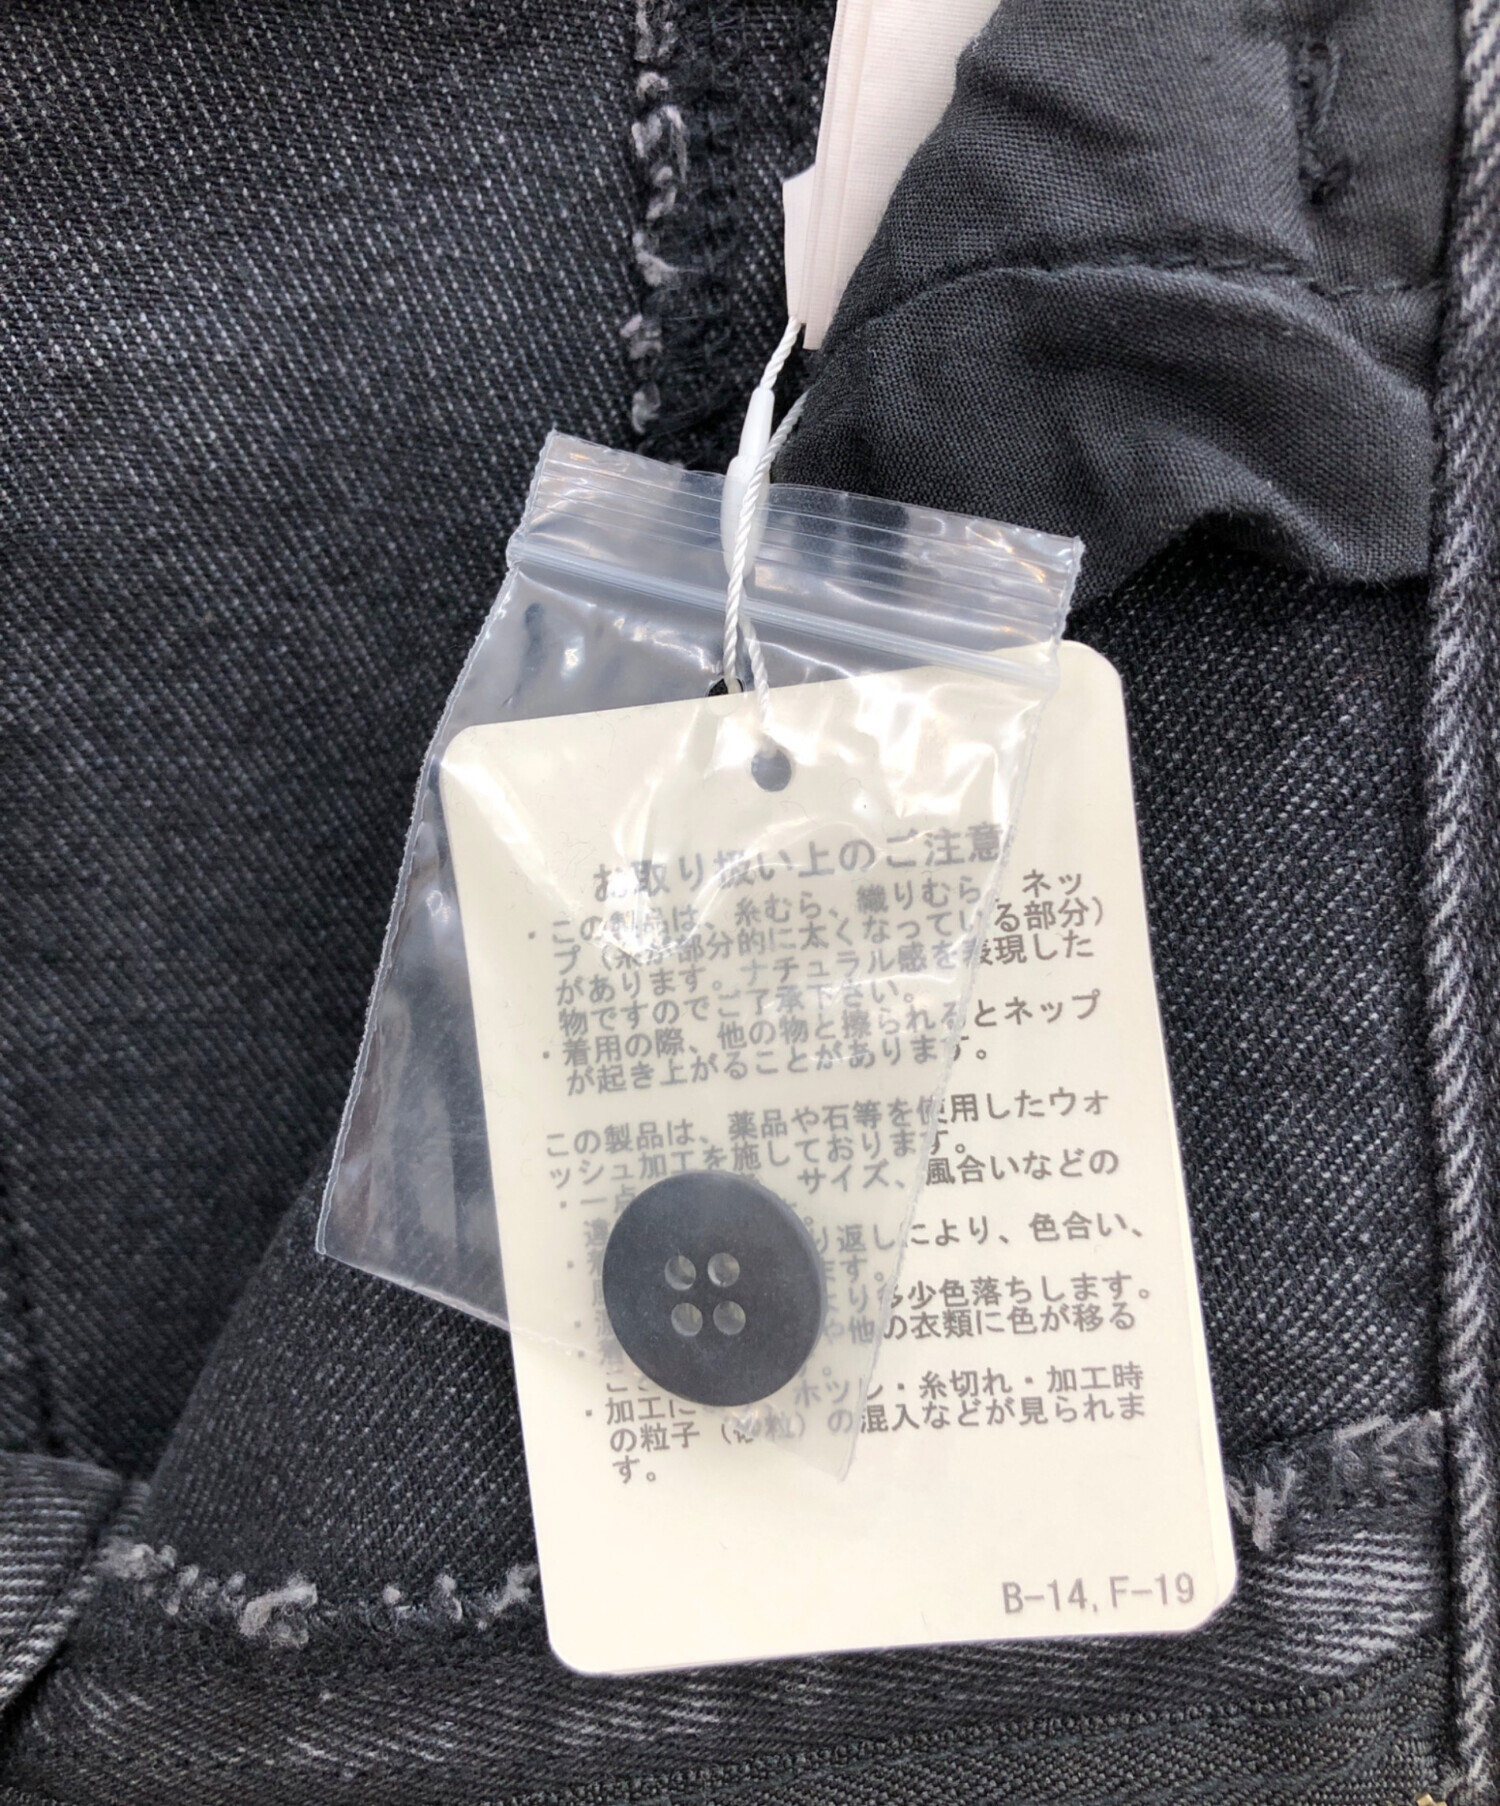 お取り扱い上のご注意
・この製品は、糸むら、織りむら、ネッ
プ（糸が部分的に太くなっている部分）
があります。ナチュラル感を表現した
物ですのでご了承下さい。
・着用の際、他の物と擦られるとネップ
が起き上がることがあります。
この製品は、薬品や石等を使用したウォ
ッシュ加工を施しております。
・一点 サイズ、風合いなどの
り返しにより、色合い、
ます。
多少色落ちします。
や他の衣類に色が移る
こ
・加工に ホツレ・糸切れ・加工時
の粒子（ 粒）の混入などが見られま
す。
B-14, F-19